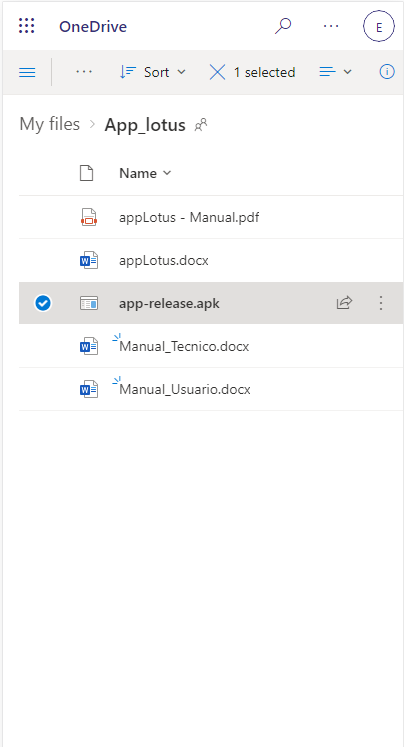 OneDrive ··· E
··· Sort 1 selected
My files > App_lotus
Name
appLotus - Manual.pdf
appLotus.docx
app-release.apk
Manual_Tecnico.docx
Manual_Usuario.docx